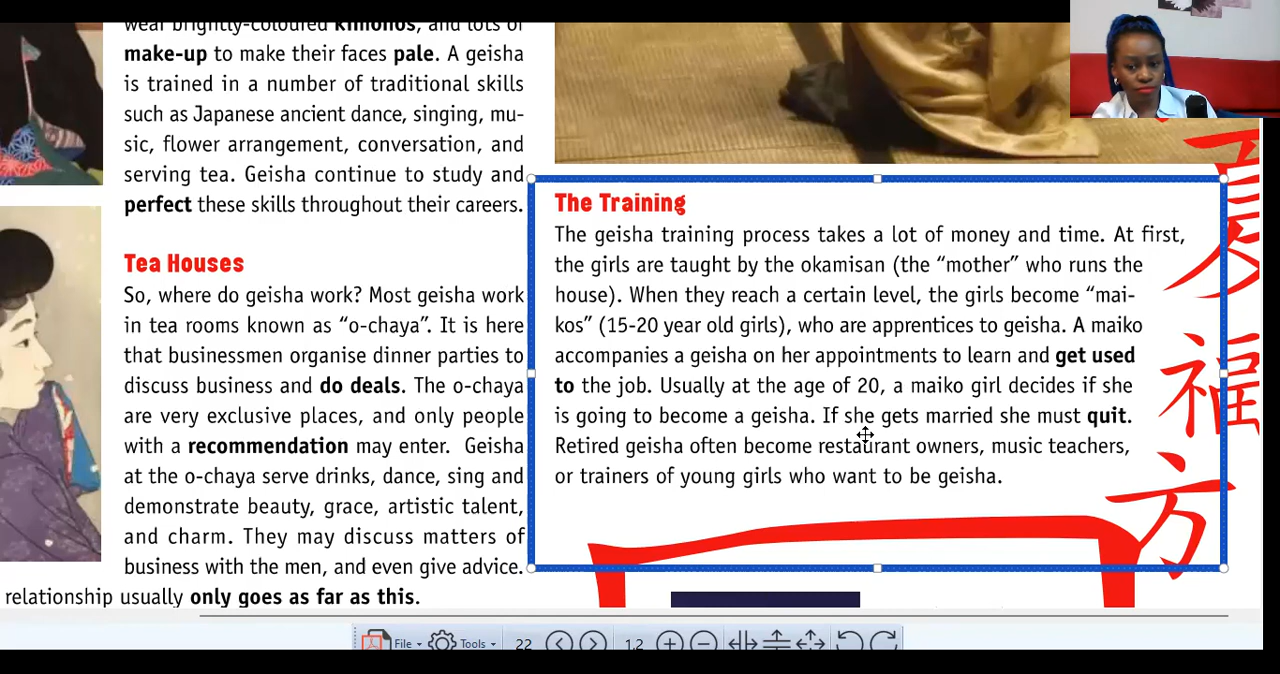 wear brightly-coloured kimonos, and lots of
make-up to make their faces pale. A geisha
is trained in a number of traditional skills
such as Japanese ancient dance, singing, mu-
sic, flower arrangement, conversation, and
serving tea. Geisha continue to study and
perfect these skills throughout their careers.
Tea Houses
So, where do geisha work? Most geisha work
in tea rooms known as “o-chaya”. It is here
that businessmen organise dinner parties to
discuss business and do deals. The o-chaya
are very exclusive places, and only people
with a recommendation may enter. Geisha
at the o-chaya serve drinks, dance, sing and
demonstrate beauty, grace, artistic talent,
and charm. They may discuss matters of
business with the men, and even give advice.
relationship usually only goes as far as this.
The Training
The geisha training process takes a lot of money and time. At first,
the girls are taught by the okamisan (the “mother” who runs the
house). When they reach a certain level, the girls become “mai-
kos” (15-20 year old girls), who are apprentices to geisha. A maiko
accompanies a geisha on her appointments to learn and get used
to the job. Usually at the age of 20, a maiko girl decides if she
is going to become a geisha. If she gets married she must quit.
Retired geisha often become restaurant owners, music teachers,
or trainers of young girls who want to be geisha.
福
方
File
Tools
22
1.2